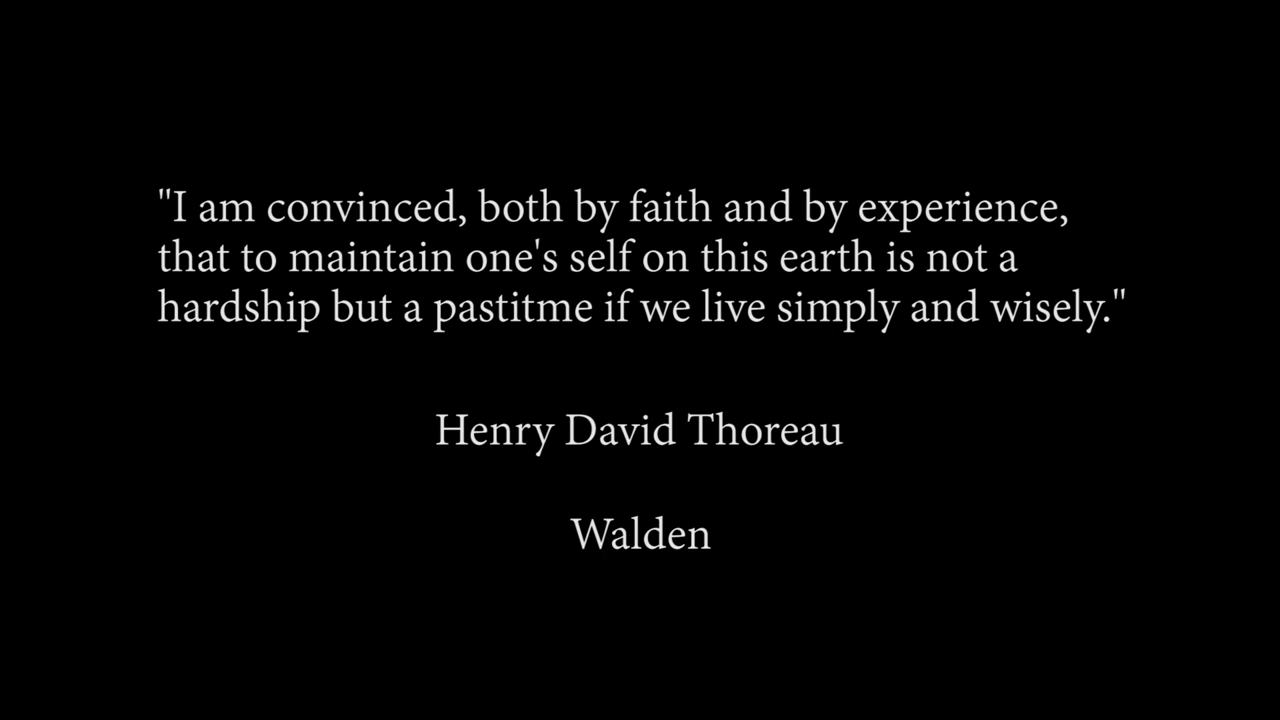 "I am convinced, both by faith and by experience,
that to maintain one's self on this earth is not a
hardship but a pastitme if we live simply and wisely."
Henry David Thoreau
Walden